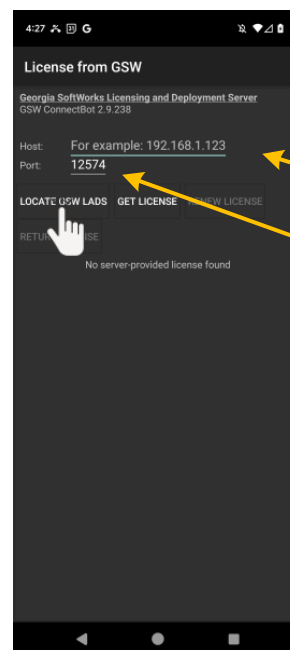 4:27 31 G
License from GSW
Georgia SoftWorks Licensing and Deployment Server
GSW ConnectBot 2.9.238
Host: For example: 192.168.1.123
Port: 12574
LOCATE GSW LADS GET LICENSE RENEW LICENSE
No server-provided license found